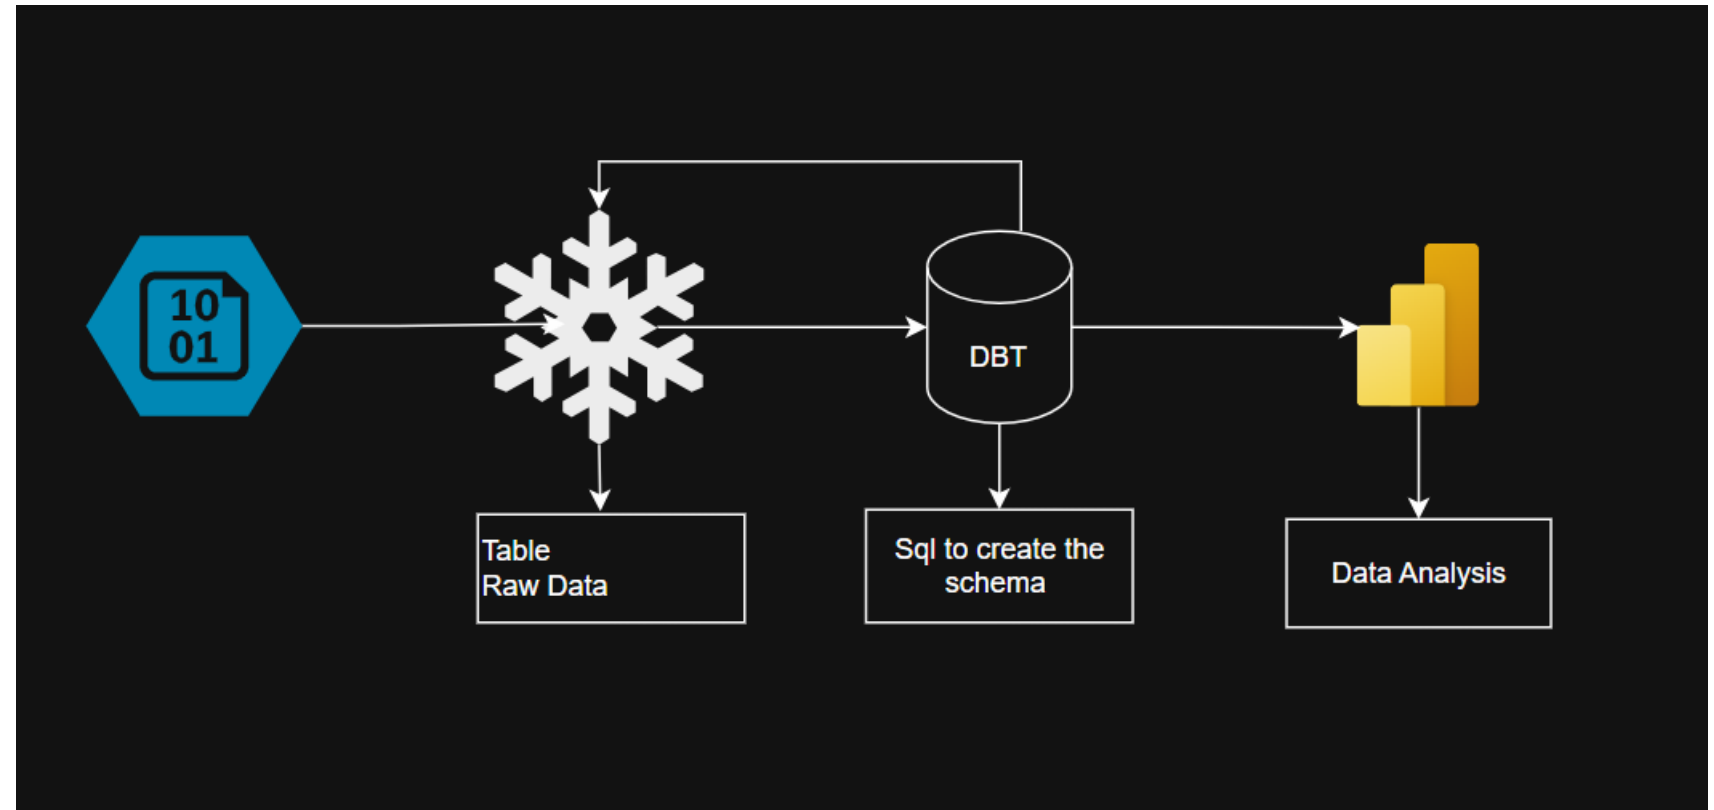 10
01
DBT
Table
Raw Data
Sql to create the
schema
Data Analysis